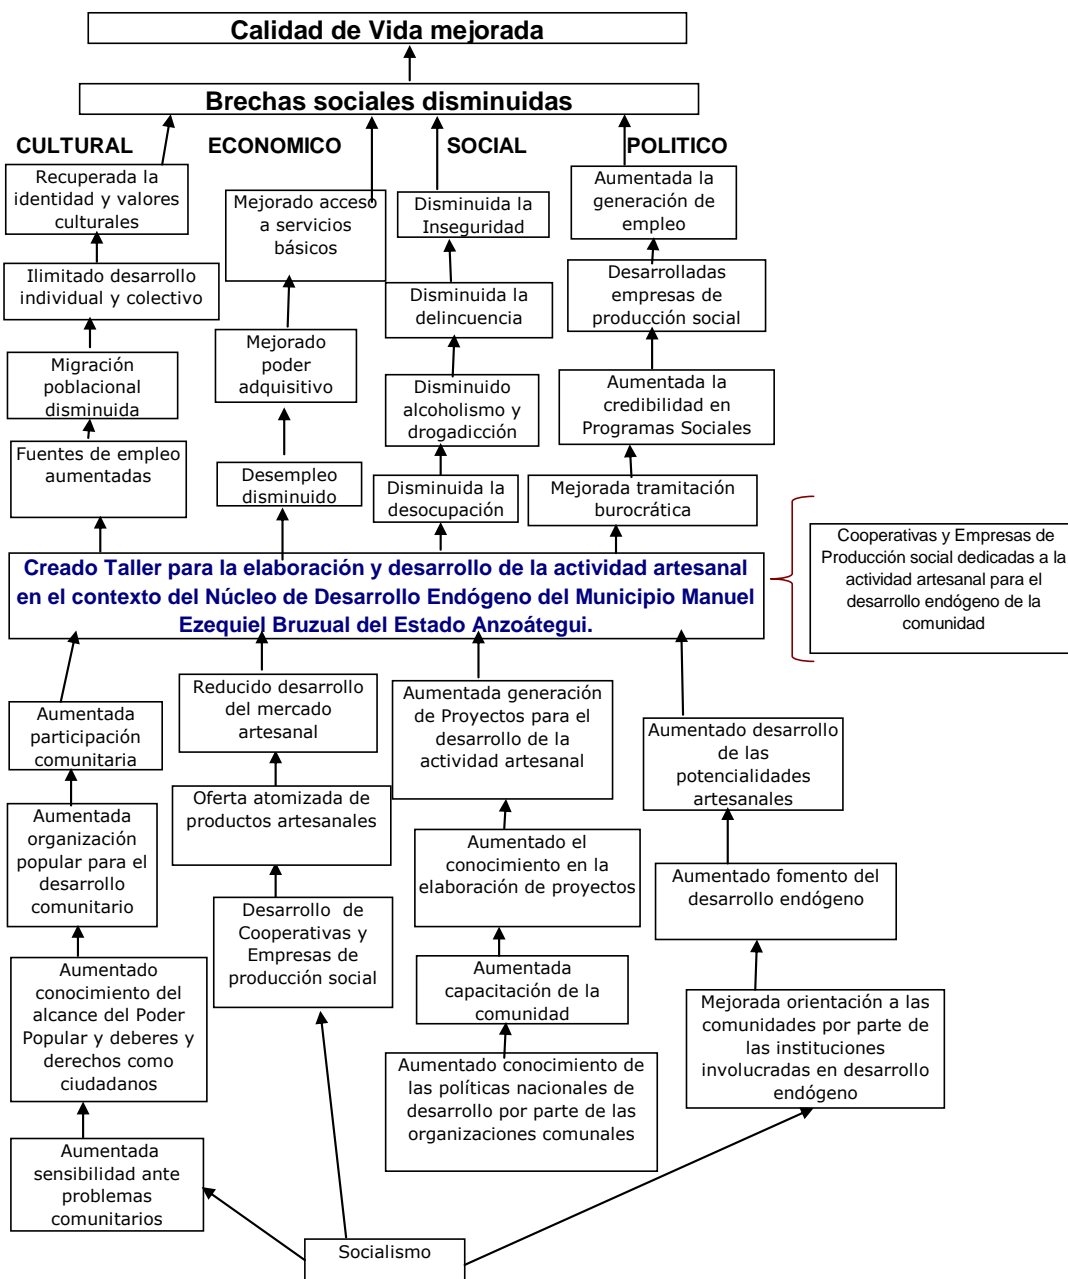 Calidad de Vida mejorada
Brechas sociales disminuidas
CULTURAL
ECONOMICO
SOCIAL
POLITICO
Recuperada la
identidad y valores
culturales
Mejorado acceso
a servicios
básicos
Disminuida la
Inseguridad
Aumentada la
generación de
empleo
Ilimitado desarrollo
individual y colectivo
Disminuida la
delincuencia
Desarrolladas
empresas de
producción social
Migración
poblacional
disminuida
Mejorado
poder
adquisitivo
Disminuido
alcoholismo y
drogadicción
Aumentada la
credibilidad en
Programas Sociales
Fuentes de empleo
aumentadas
Desempleo
disminuido
Disminuida la
desocupación
Mejorada tramitación
burocrática
Creado Taller para la elaboración y desarrollo de la actividad artesanal
en el contexto del Núcleo de Desarrollo Endógeno del Municipio Manuel
Ezequiel Bruzual del Estado Anzoátegui.
Cooperativas y Empresas de
Producción social dedicadas a la
actividad artesanal para el
desarrollo endógeno de la
comunidad
Aumentada
participación
comunitaria
Reducido desarrollo
del mercado
artesanal
Aumentada generación
de Proyectos para el
desarrollo de la
actividad artesanal
Aumentado desarrollo
de las
potencialidades
artesanales
Aumentada
organización
popular para el
desarrollo
comunitario
Oferta atomizada de
productos artesanales
Aumentado el
conocimiento en la
elaboración de proyectos
Aumentado fomento del
desarrollo endógeno
Aumentado
conocimiento del
alcance del Poder
Popular y deberes y
derechos como
ciudadanos
Desarrollo de
Cooperativas y
Empresas de
producción social
Aumentada
capacitación de la
comunidad
Mejorada orientación a las
comunidades por parte de
las instituciones
involucradas en desarrollo
endógeno
Aumentada
sensibilidad ante
problemas
comunitarios
Aumentado conocimiento de
las políticas nacionales de
desarrollo por parte de las
organizaciones comunales
Socialismo